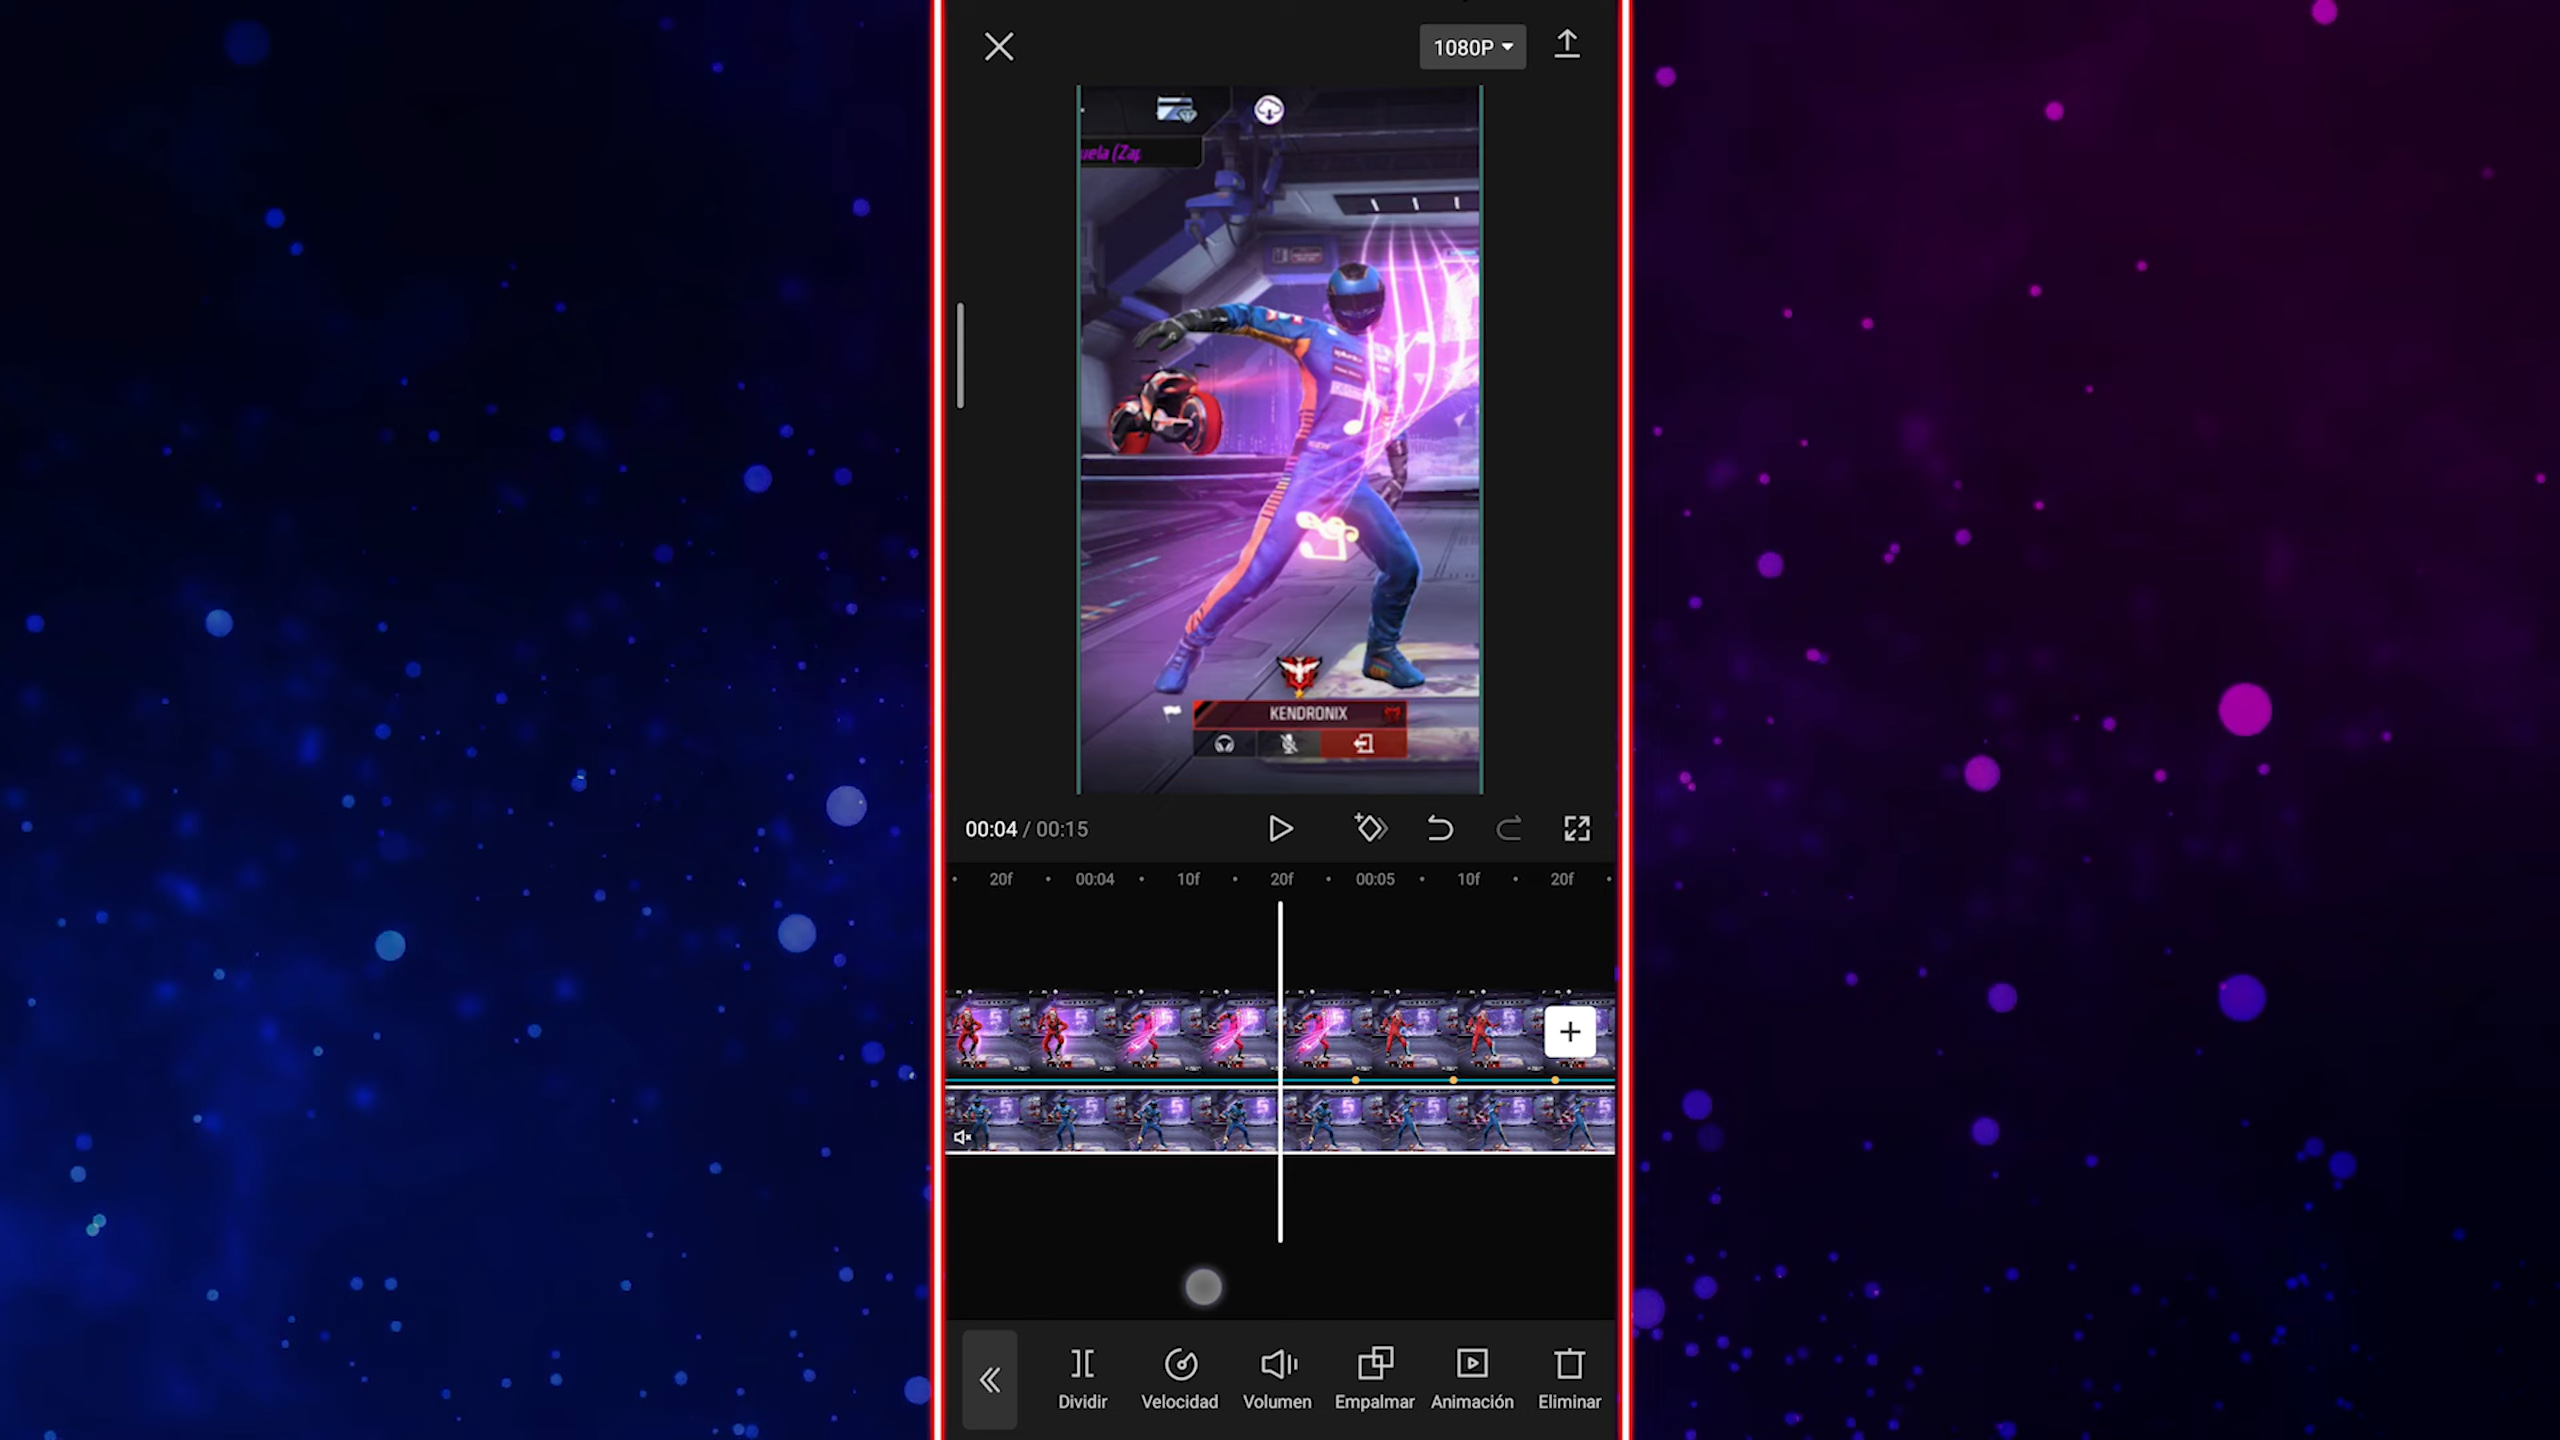 1080P
uela (Zap
KENDRONIX
00:04 / 00:15
20f 00:04 10f 20f 00:05 10f 20f
Dividir Velocidad Volumen Empalmar Animación Eliminar